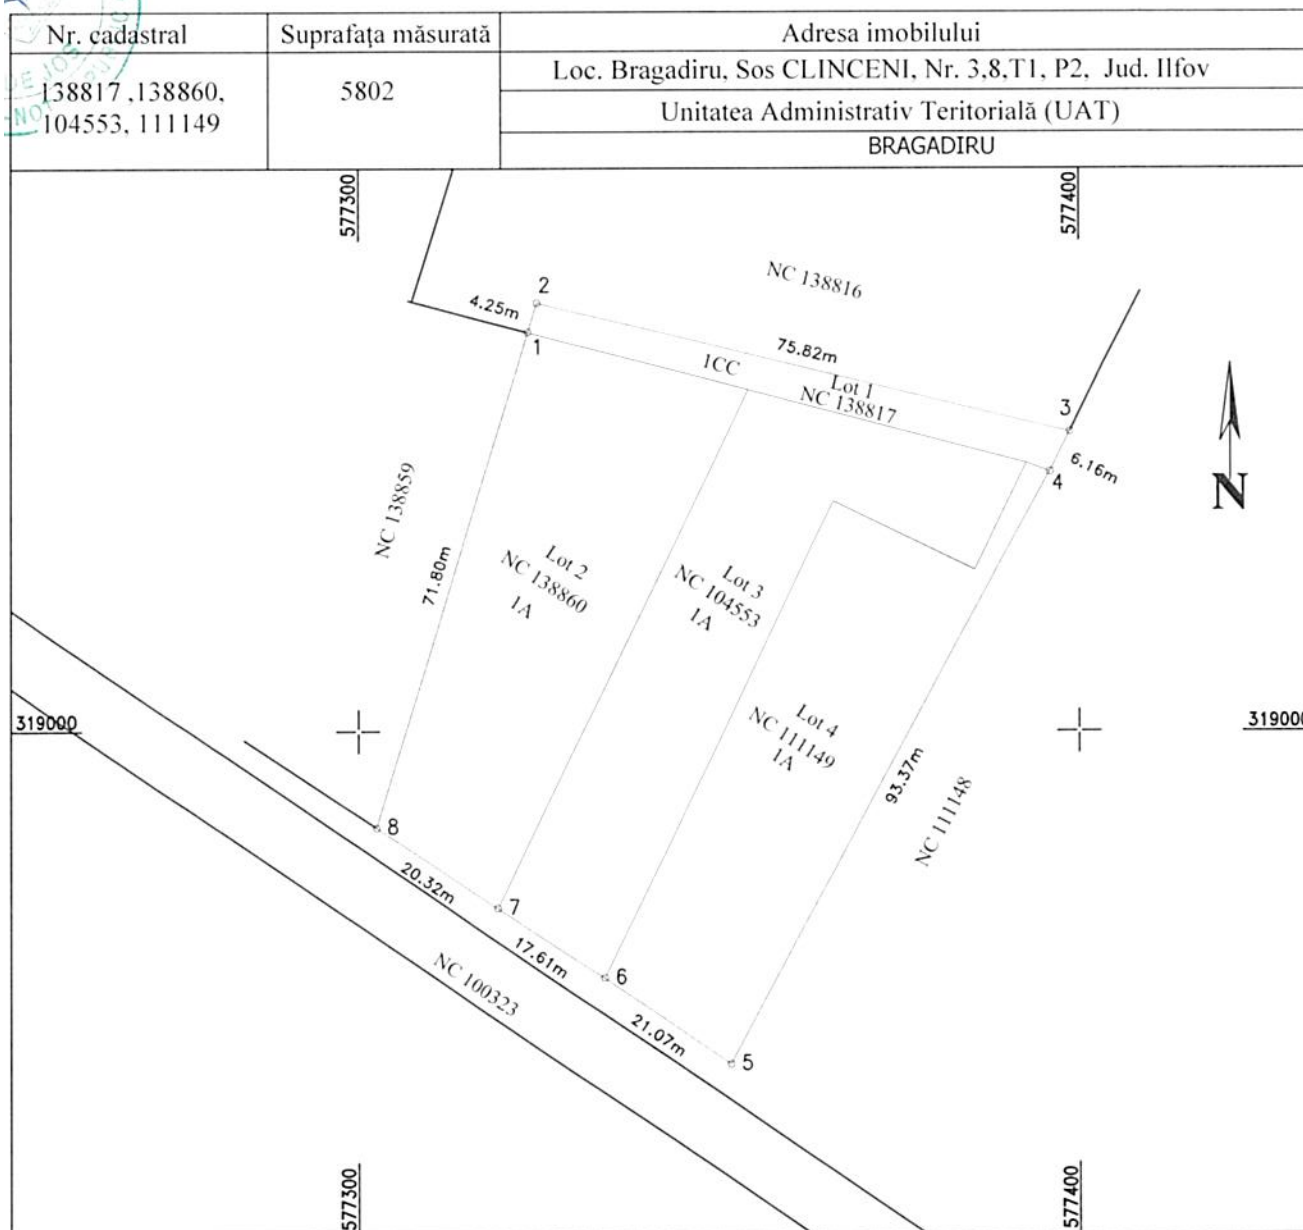 Nr. cadastral
Suprafaţa măsurată
Adresa imobilului
138817 ,138860,
104553, 111149
5802
Loc. Bragadiru, Sos CLINCENI, Nr. 3,8,T1, P2, Jud. Ilfov
Unitatea Administrativ Teritorială (UAT)
BRAGADIRU
DE JOS
577300
577400
NC 138816
2
4.25m
1
75.82m
1CC
Lot 1
NC 138817
3
6.16m
4
N
NC 138859
71.80m
Lot 2
NC 138860
1A
Lot 3
NC 104553
1A
Lot 4
NC 111149
1A
319000
319000
93.37m
NC 111148
8
20.32m
7
17.61m
6
NC 100323
21.07m
5
577300
577400